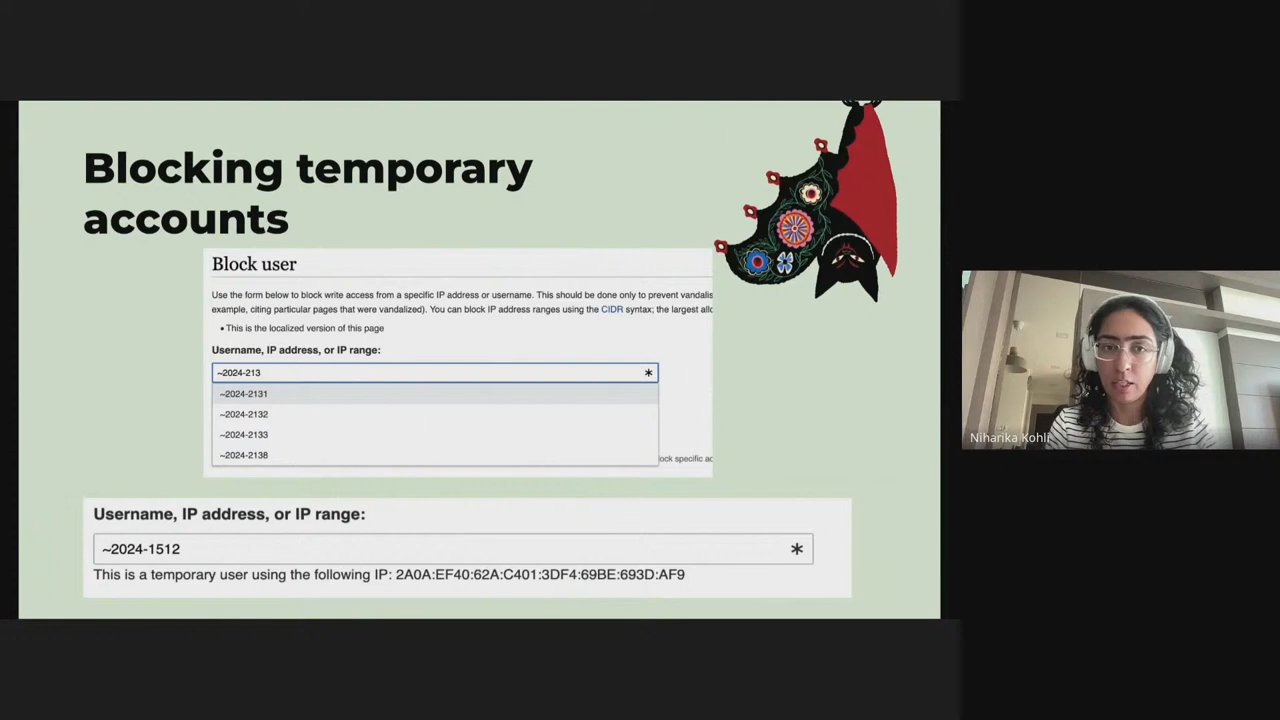 Blocking temporary
accounts
Block user
Use the form below to block write access from a specific IP address or username. This should be done only to prevent vandalis
example, citing particular pages that were vandalized). You can block IP address ranges using the CIDR syntax; the largest allo
• This is the localized version of this page
Username, IP address, or IP range:
~2024-213 *
~2024-2131
~2024-2132
~2024-2133
~2024-2138
ock specific ac
Username, IP address, or IP range:
~2024-1512 *
This is a temporary user using the following IP: 2A0A:EF40:62A:C401:3DF4:69BE:693D:AF9
Niharika Kohli